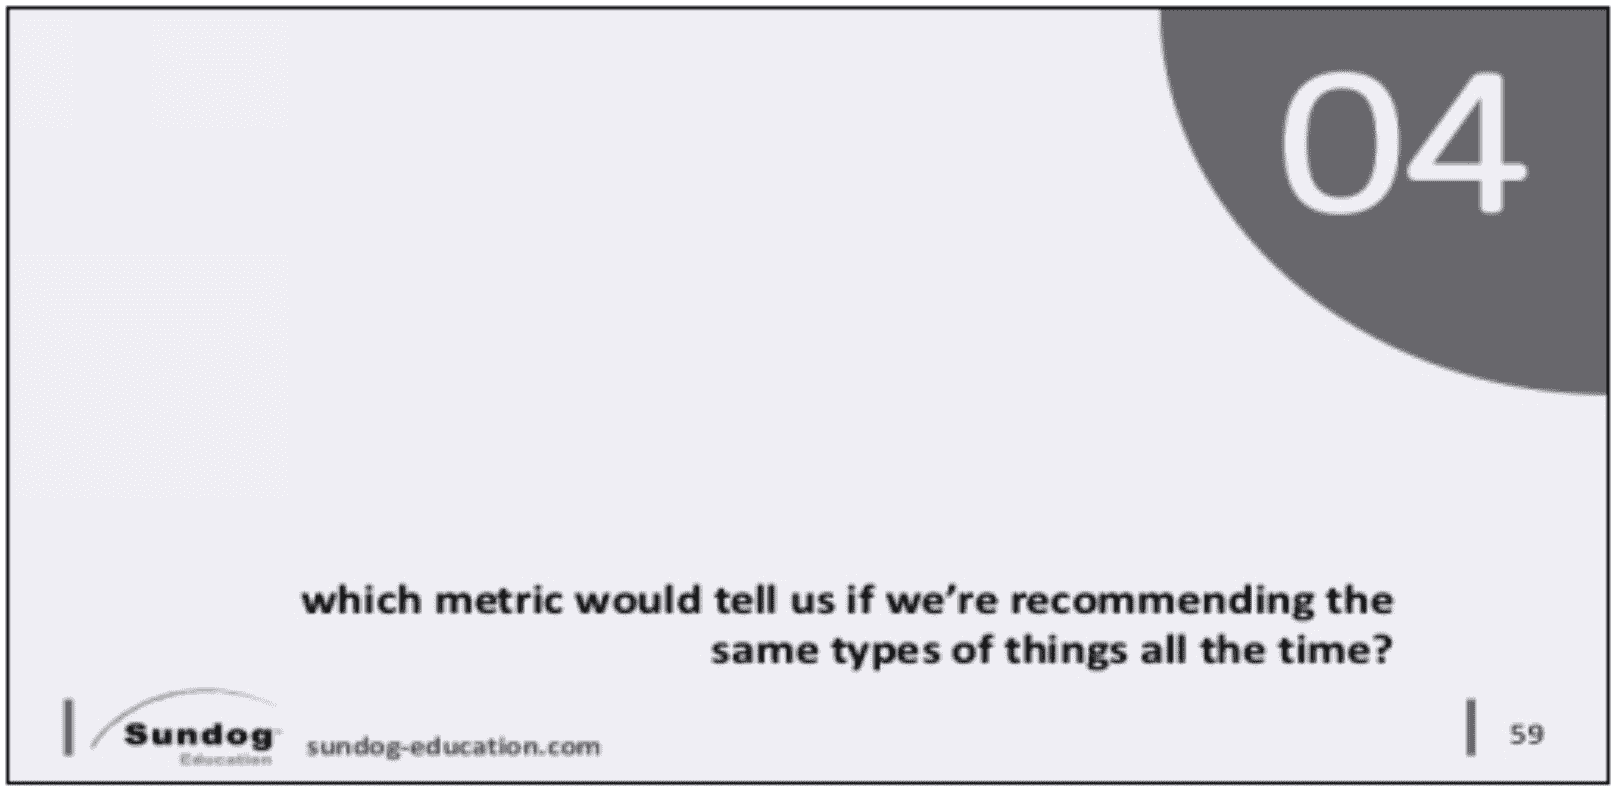 04
which metric would tell us if we’re recommending the
same types of things all the time?
Sundog
Education
sundog-education.com
59